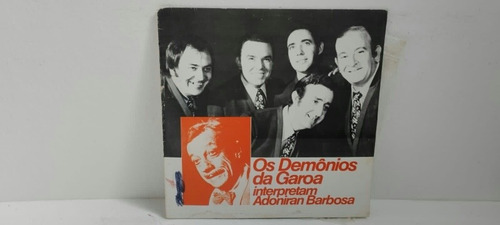 Os Demônios
da Garoa
interpretam
Adoniran Barbosa